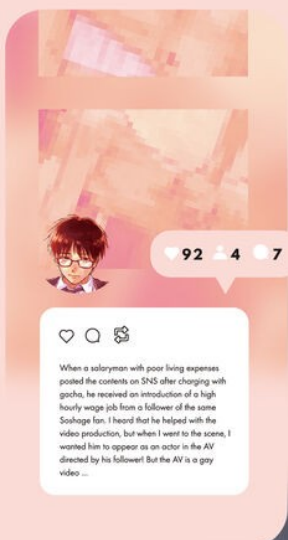 92 4 7
When a salaryman with poor living expenses
posted the contents on SNS after charging with
gacha, he received an introduction of a high
hourly wage job from a follower of the same
Soshage fan. I heard that he helped with the
video production, but when I went to the scene, I
wanted him to appear as an actor in the AV
directed by his follower! But the AV is a gay
video ...